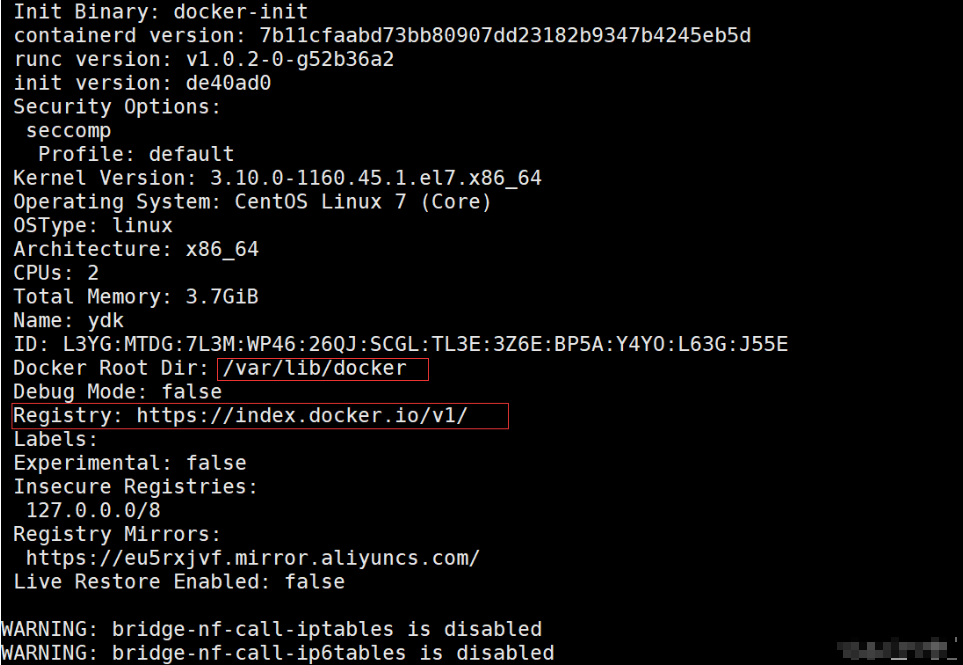 Init Binary: docker-init
containerd version: 7b11cfaabd73bb80907dd23182b9347b4245eb5d
runc version: v1.0.2-0-g52b36a2
init version: de40ad0
Security Options:
seccomp
Profile: default
Kernel Version: 3.10.0-1160.45.1.el7.x86_64
Operating System: CentOS Linux 7 (Core)
OSType: linux
Architecture: x86_64
CPUs: 2
Total Memory: 3.7GiB
Name: ydk
ID: L3YG:MTDG:7L3M:WP46:26QJ:SCGL:TL3E:3Z6E:BP5A:Y4YO:L63G:J55E
Docker Root Dir: /var/lib/docker
Debug Mode: false
Registry: https://index.docker.io/v1/
Labels:
Experimental: false
Insecure Registries:
127.0.0.0/8
Registry Mirrors:
https://eu5rxjvf.mirror.aliyuncs.com/
Live Restore Enabled: false
WARNING: bridge-nf-call-iptables is disabled
WARNING: bridge-nf-call-ip6tables is disabled